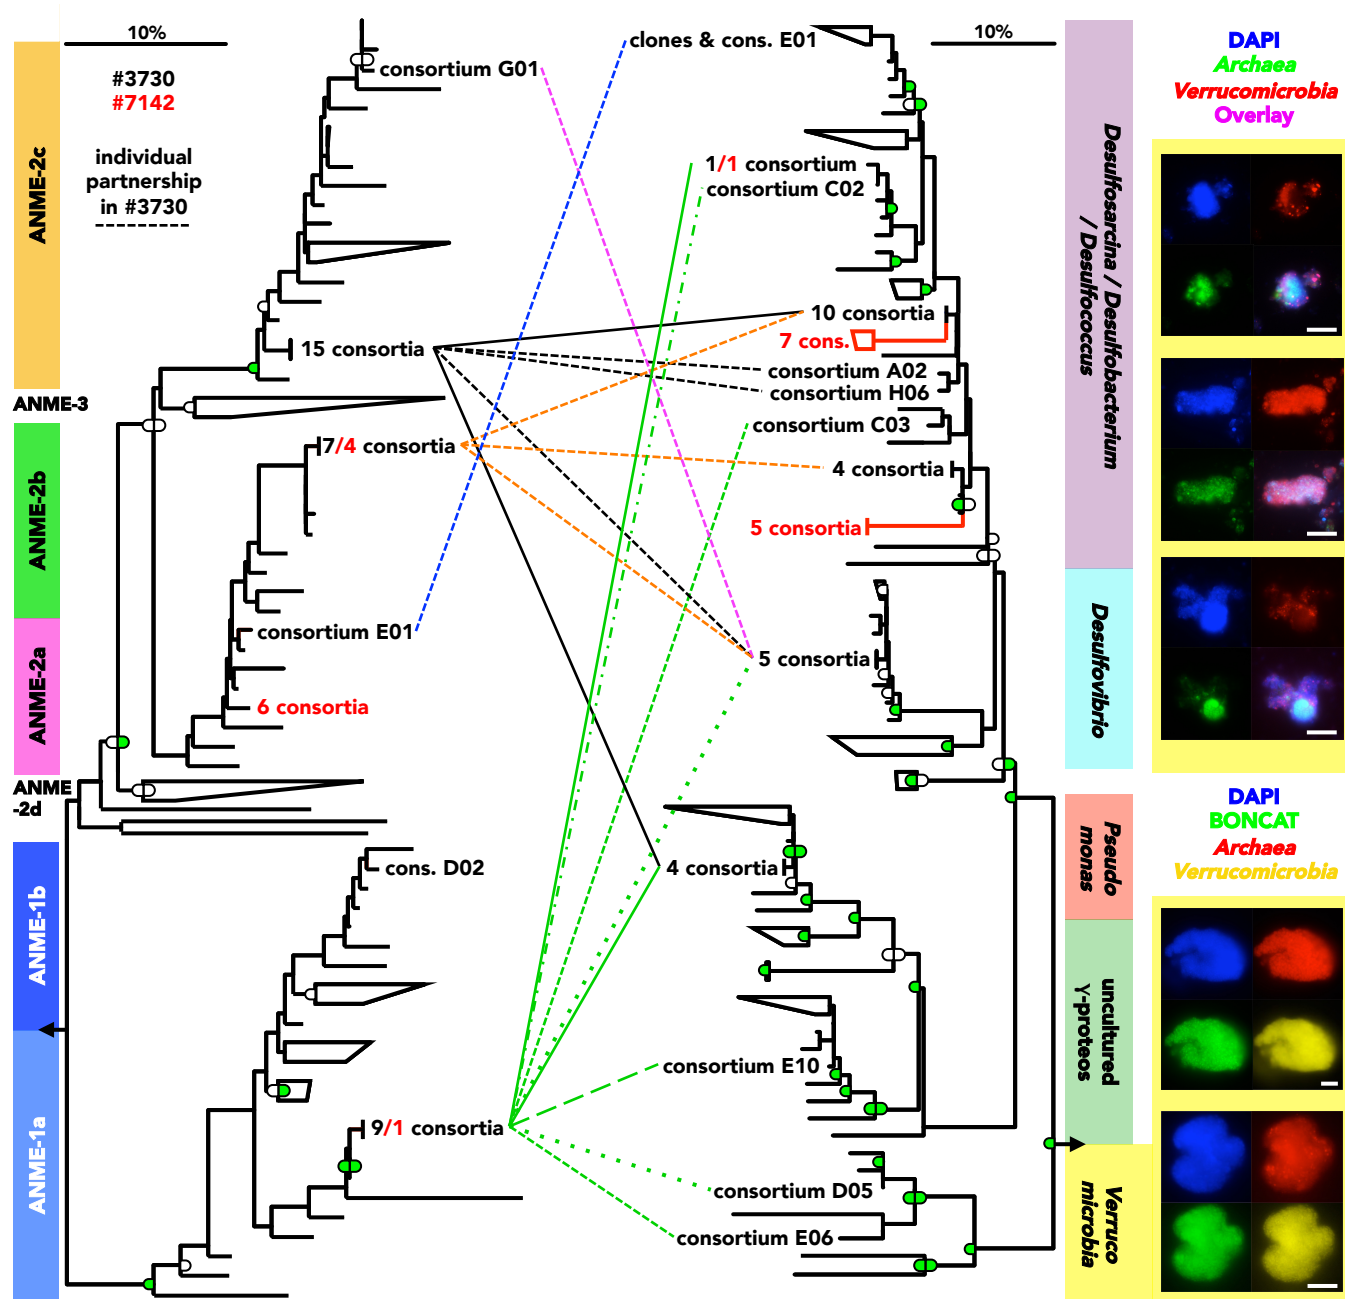 10%
#3730
#7142
individual
partnership
in #3730
ANME-2c
ANME-3
ANME-2b
ANME-2a
ANME
-2d
ANME-1b
ANME-1a
consortium G01
15 consortia
7/4 consortia
consortium E01
6 consortia
cons. D02
9/1 consortia
clones & cons. E01
10%
1/1 consortium
consortium C02
10 consortia
7 cons.
consortium A02
consortium H06
consortium C03
4 consortia
5 consortia
5 consortia
4 consortia
consortium E10
consortium D05
consortium E06
Desulfosarcina / Desulfobacterium
/ Desulfococcus
Desulfovibrio
Pseudo
monas
uncultured
γ-proteos
Verruco
microbia
DAPI
Archaea
Verrucomicrobia
Overlay
DAPI
BONCAT
Archaea
Verrucomicrobia